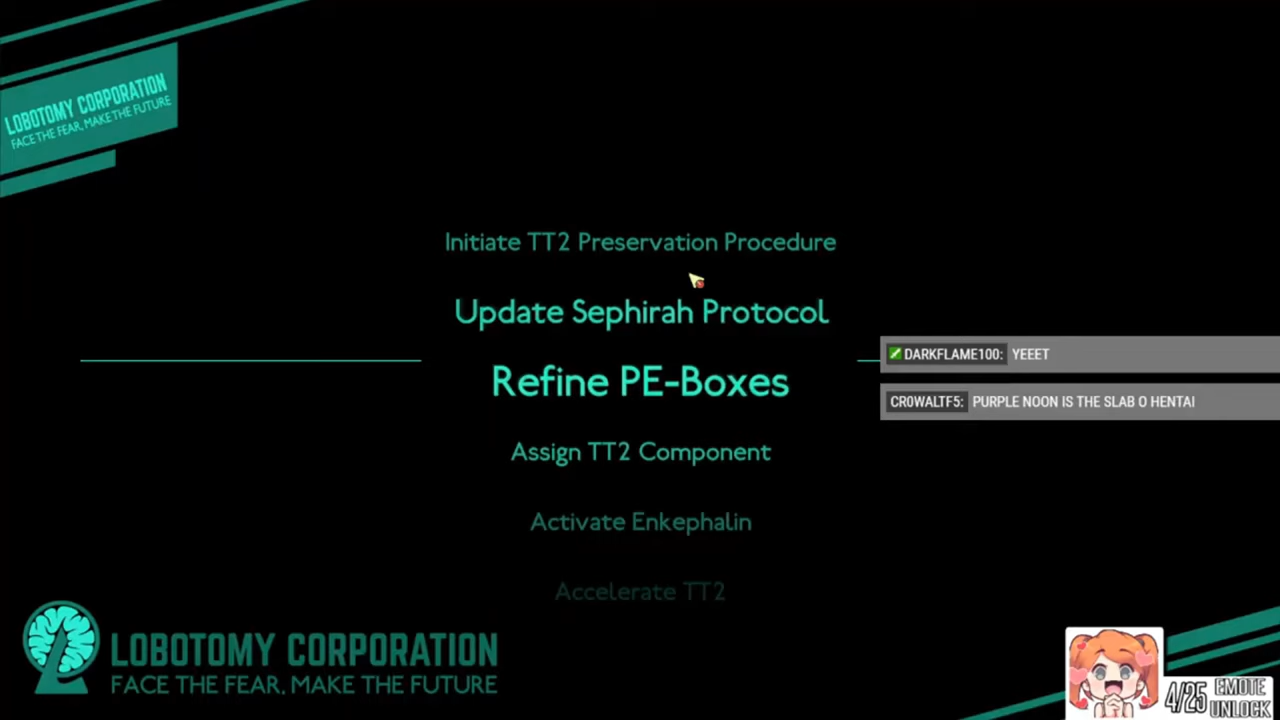 LOBOTOMY CORPORATION
FACE THE FEAR, MAKE THE FUTURE
Initiate TT2 Preservation Procedure
Update Sephirah Protocol
Refine PE-Boxes
Assign TT2 Component
Activate Enkephalin
Accelerate TT2
DARKFLAME100: YEEET
CR0WALTF5: PURPLE NOON IS THE SLAB O HENTAI
LOBOTOMY CORPORATION
FACE THE FEAR, MAKE THE FUTURE
4/25 EMOTE
UNLOCK